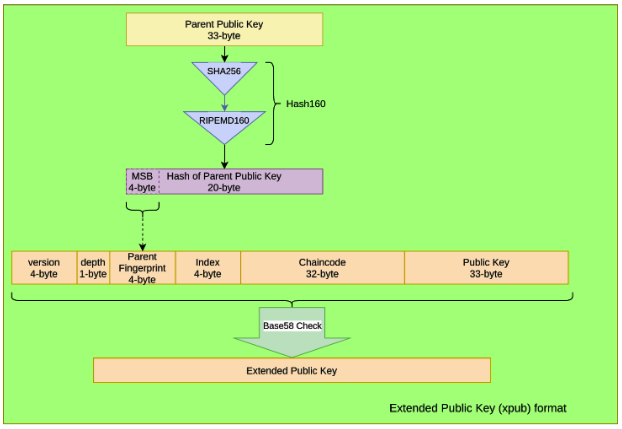 Parent Public Key
33-byte
SHA256
Hash160
RIPEMD160
MSB
4-byte
Hash of Parent Public Key
20-byte
version
4-byte
depth
1-byte
Parent
Fingerprint
4-byte
Index
4-byte
Chaincode
32-byte
Public Key
33-byte
Base58 Check
Extended Public Key
Extended Public Key (xpub) format